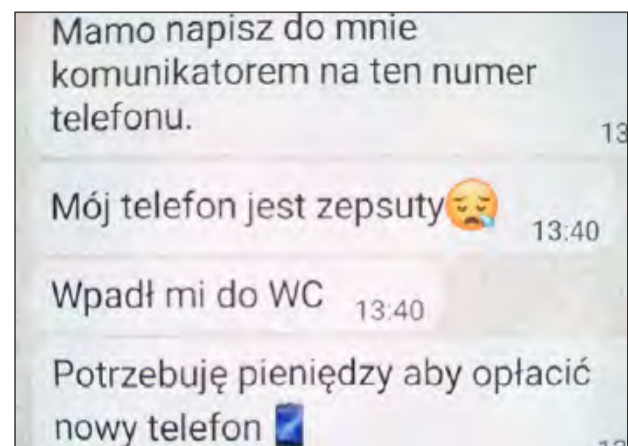 Mamo napisz do mnie
komunikatorem na ten numer
telefonu.
13
Mój telefon jest zepsuty😪
13:40
Wpadł mi do WC 13:40
Potrzebuję pieniędzy aby opłacić
nowy telefon 📱